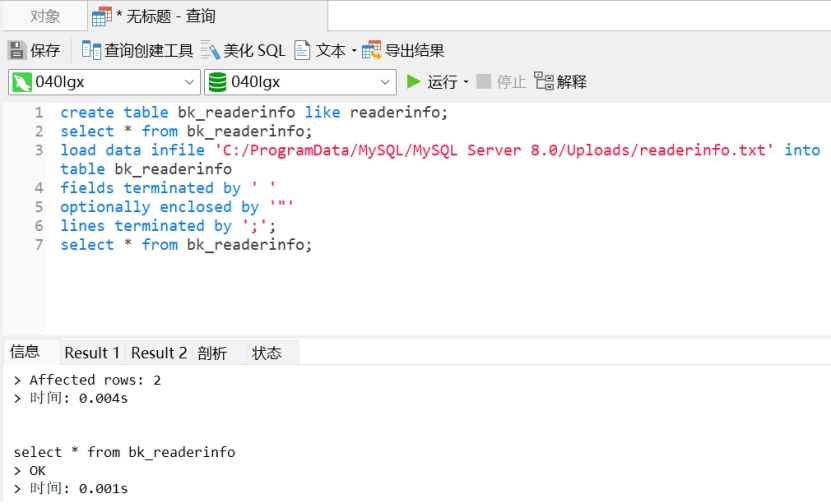 对象 * 无标题 - 查询
保存 查询创建工具 美化 SQL 文本 导出结果
040lgx 040lgx 运行 停止 解释
1 create table bk_readerinfo like readerinfo;
2 select * from bk_readerinfo;
3 load data infile 'C:/ProgramData/MySQL/MySQL Server 8.0/Uploads/readerinfo.txt' into
table bk_readerinfo
4 fields terminated by ' '
5 optionally enclosed by '"'
6 lines terminated by ';';
7 select * from bk_readerinfo;
信息 Result 1 Result 2 剖析 状态
> Affected rows: 2
> 时间: 0.004s
select * from bk_readerinfo
> OK
> 时间: 0.001s